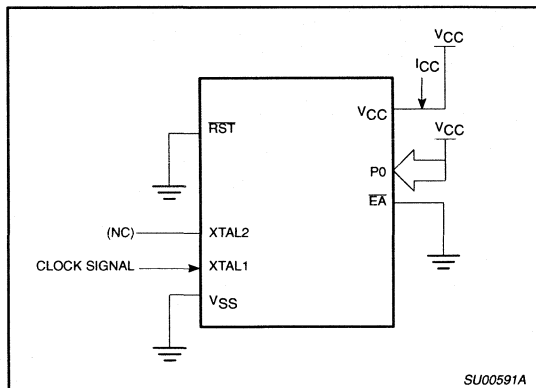 VCC
ICC
VCC
RST
VCC
P0
EA
(NC)
XTAL2
CLOCK SIGNAL
XTAL1
VSS
SU00591A